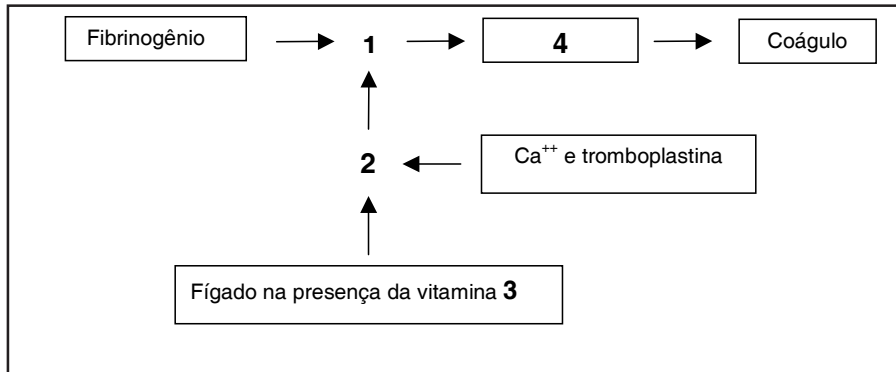 Fibrinogênio
1
4
Coágulo
2
Ca++ e tromboplastina
Fígado na presença da vitamina 3